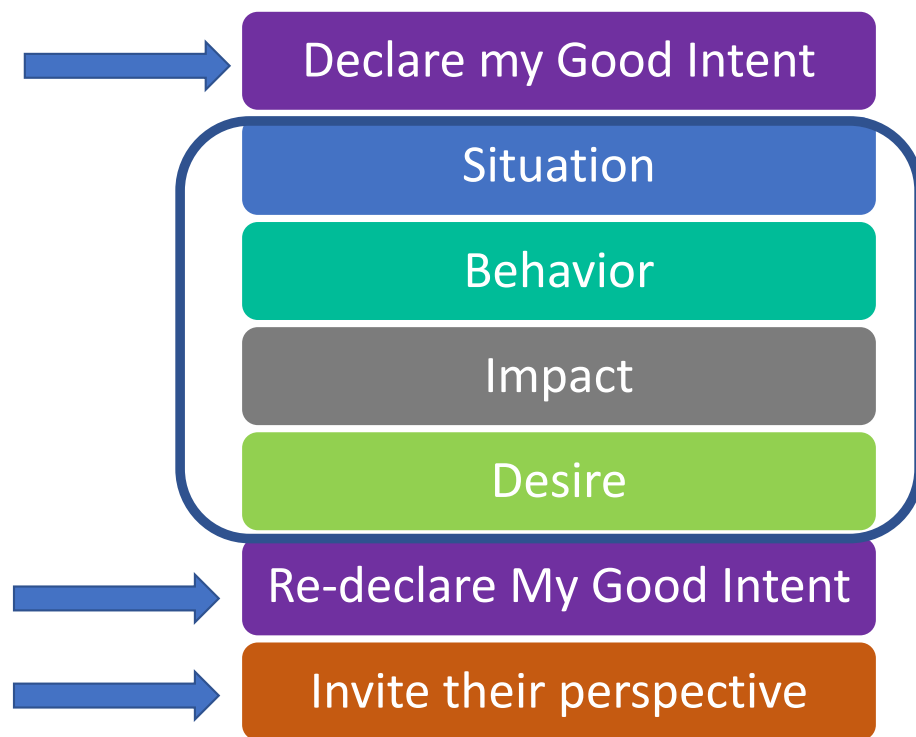 Declare my Good Intent
Situation
Behavior
Impact
Desire
Re-declare My Good Intent
Invite their perspective